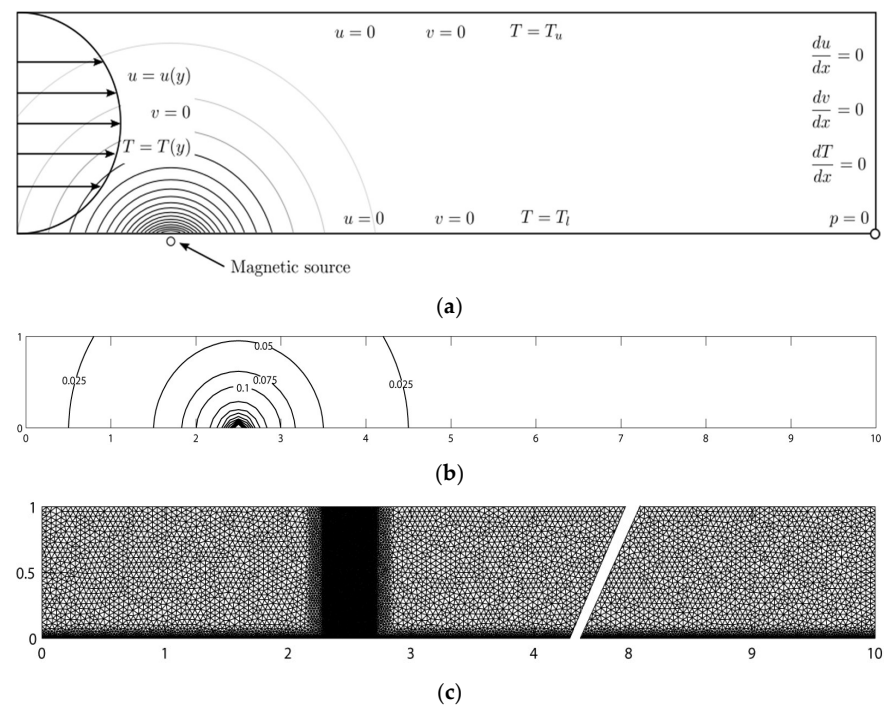 u = 0 v = 0 T = T_u
du/dx = 0
u = u(y)
dv/dx = 0
v = 0
T = T(y)
dT/dx = 0
u = 0 v = 0 T = T_l p = 0
Magnetic source
(a)
1
0.05
0.025 0.075 0.025
0.1
0
0 1 2 3 4 5 6 7 8 9 10
(b)
1
0.5
0
0 1 2 3 4 8 9 10
(c)